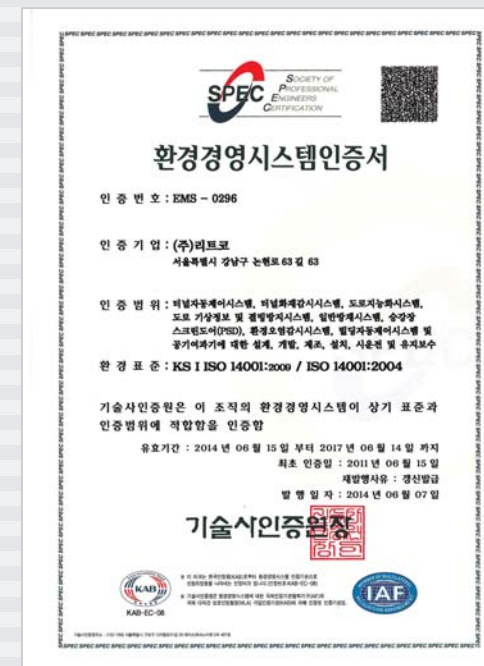 SPEC
SOCIETY OF
PROFESSIONAL
ENGINEERS
CERTIFICATION
환경경영시스템인증서
인 증 번 호 : EMS - 0296
인 증 기 업 : (주)리트코
서울특별시 강남구 논현로 63 길 63
인 증 범 위 : 터널자동제어시스템, 터널화재감시시스템, 도로지능화시스템,
도로 기상정보 및 결빙방지시스템, 일반방재시스템, 승강장
스크린도어(PSD), 환경오염감시시스템, 빌딩자동제어시스템 및
공기여과기에 대한 설계, 개발, 제조, 설치, 시운전 및 유지보수
환 경 표 준 : KS I ISO 14001:2009 / ISO 14001:2004
기술사인증원은 이 조직의 환경경영시스템이 상기 표준과
인증범위에 적합함을 인증함
유효기간 : 2014 년 06 월 15 일 부터 2017 년 06 월 14 일 까지
최초 인증일 : 2011 년 06 월 15 일
재발행사유 : 갱신발급
발 행 일 자 : 2014 년 06 월 07 일
기술사인증원장
KAB
KAB-EC-08
IAF